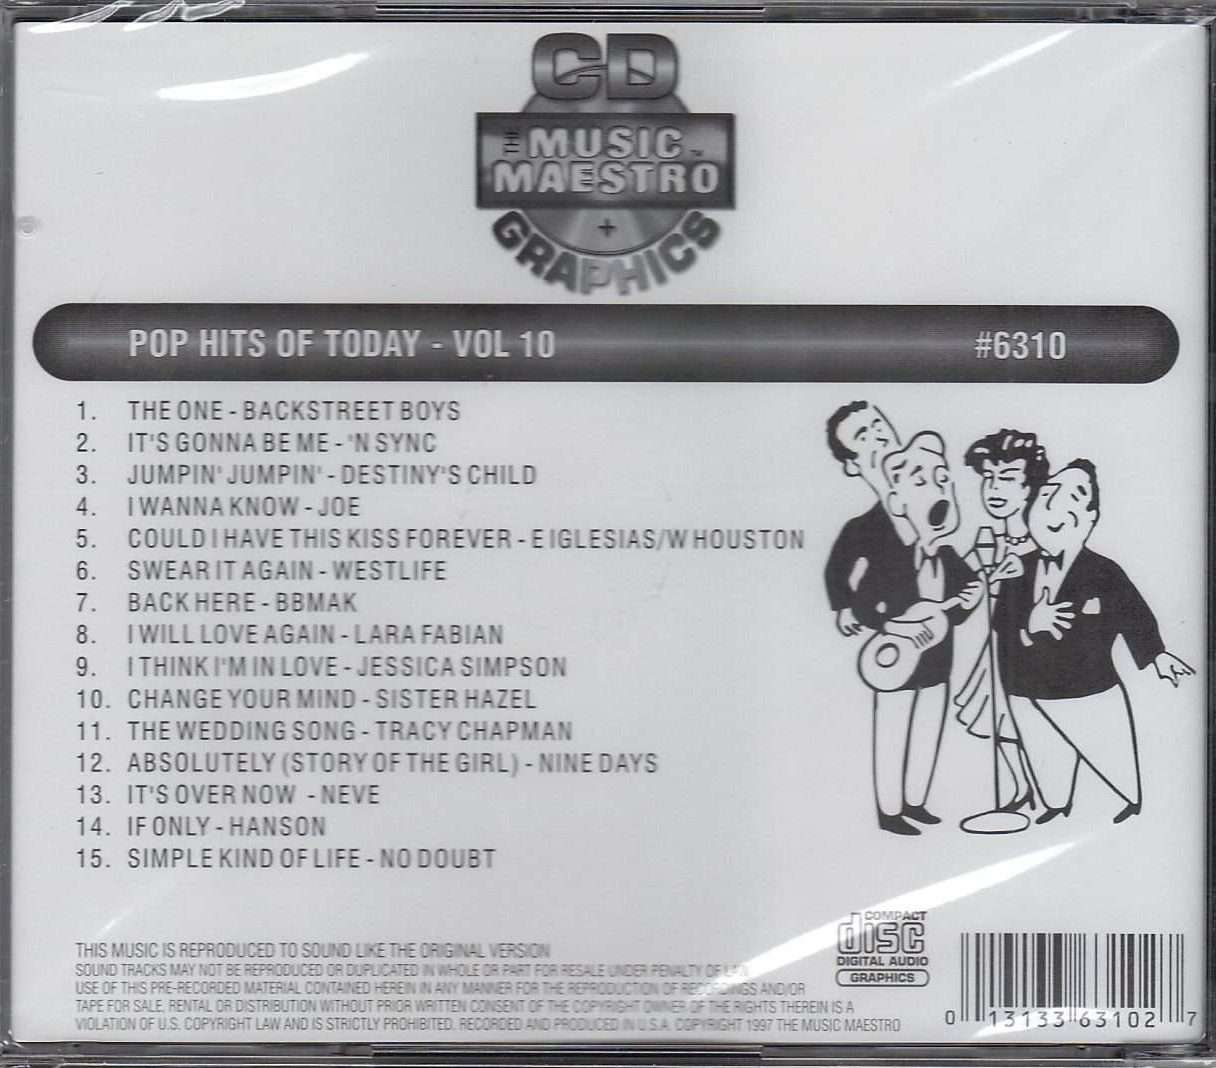 CD
THE MUSIC MAESTRO™
+
GRAPHICS
POP HITS OF TODAY - VOL 10 #6310
1. THE ONE - BACKSTREET BOYS
2. IT'S GONNA BE ME - 'N SYNC
3. JUMPIN' JUMPIN' - DESTINY'S CHILD
4. I WANNA KNOW - JOE
5. COULD I HAVE THIS KISS FOREVER - E IGLESIAS/W HOUSTON
6. SWEAR IT AGAIN - WESTLIFE
7. BACK HERE - BBMAK
8. I WILL LOVE AGAIN - LARA FABIAN
9. I THINK I'M IN LOVE - JESSICA SIMPSON
10. CHANGE YOUR MIND - SISTER HAZEL
11. THE WEDDING SONG - TRACY CHAPMAN
12. ABSOLUTELY (STORY OF THE GIRL) - NINE DAYS
13. IT'S OVER NOW - NEVE
14. IF ONLY - HANSON
15. SIMPLE KIND OF LIFE - NO DOUBT
THIS MUSIC IS REPRODUCED TO SOUND LIKE THE ORIGINAL VERSION
SOUND TRACKS MAY NOT BE REPRODUCED OR DUPLICATED IN WHOLE OR PART FOR RESALE UNDER PENALTY OF LAW
USE OF THIS PRE-RECORDED MATERIAL CONTAINED HEREIN IN ANY MANNER FOR THE REPRODUCTION OF RECORDINGS AND/OR
TAPE FOR SALE, RENTAL OR DISTRIBUTION WITHOUT PRIOR WRITTEN CONSENT OF THE COPYRIGHT OWNER OF THE RIGHTS THEREIN IS A
VIOLATION OF U.S. COPYRIGHT LAW AND IS STRICTLY PROHIBITED. RECORDED AND PRODUCED IN U.S.A. COPYRIGHT 1997 THE MUSIC MAESTRO
COMPACT
disc
DIGITAL AUDIO
GRAPHICS
0 13133 63102 7